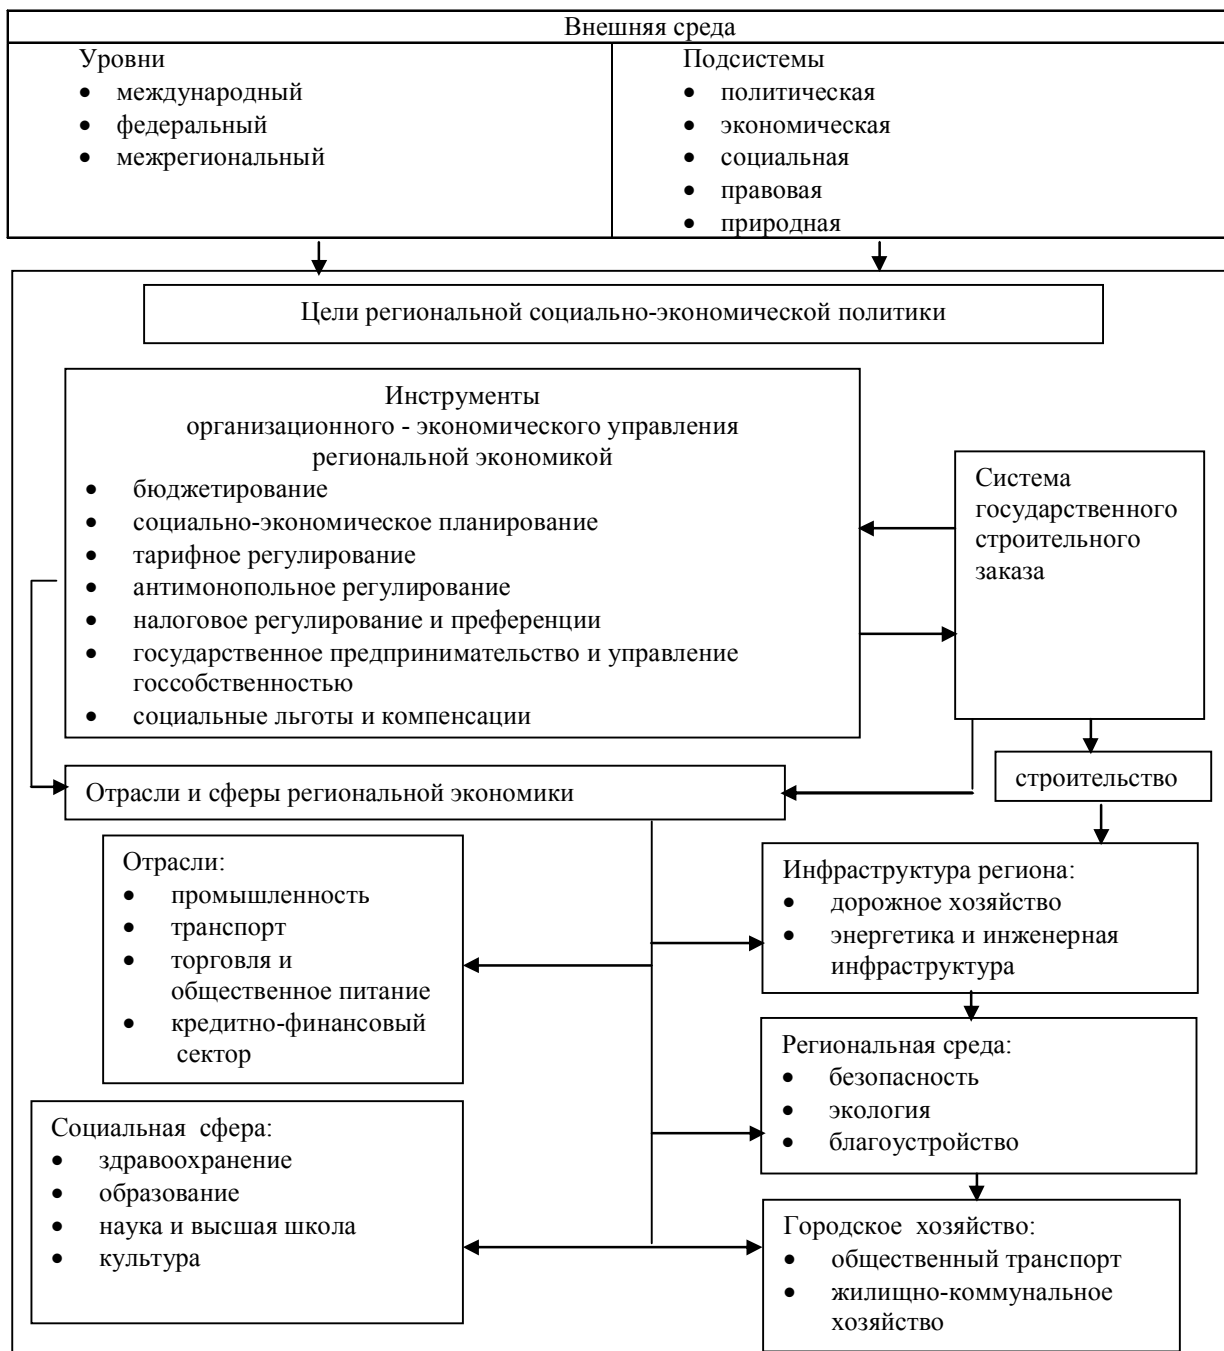 Внешняя среда
Уровни
• международный
• федеральный
• межрегиональный
Подсистемы
• политическая
• экономическая
• социальная
• правовая
• природная
Цели региональной социально-экономической политики
Инструменты
организационного - экономического управления
региональной экономикой
• бюджетирование
• социально-экономическое планирование
• тарифное регулирование
• антимонопольное регулирование
• налоговое регулирование и преференции
• государственное предпринимательство и управление
госсобственностью
• социальные льготы и компенсации
Система
государственного
строительного
заказа
строительство
Отрасли и сферы региональной экономики
Отрасли:
• промышленность
• транспорт
• торговля и
общественное питание
• кредитно-финансовый
сектор
Инфраструктура региона:
• дорожное хозяйство
• энергетика и инженерная
инфраструктура
Региональная среда:
• безопасность
• экология
• благоустройство
Социальная сфера:
• здравоохранение
• образование
• наука и высшая школа
• культура
Городское хозяйство:
• общественный транспорт
• жилищно-коммунальное
хозяйство